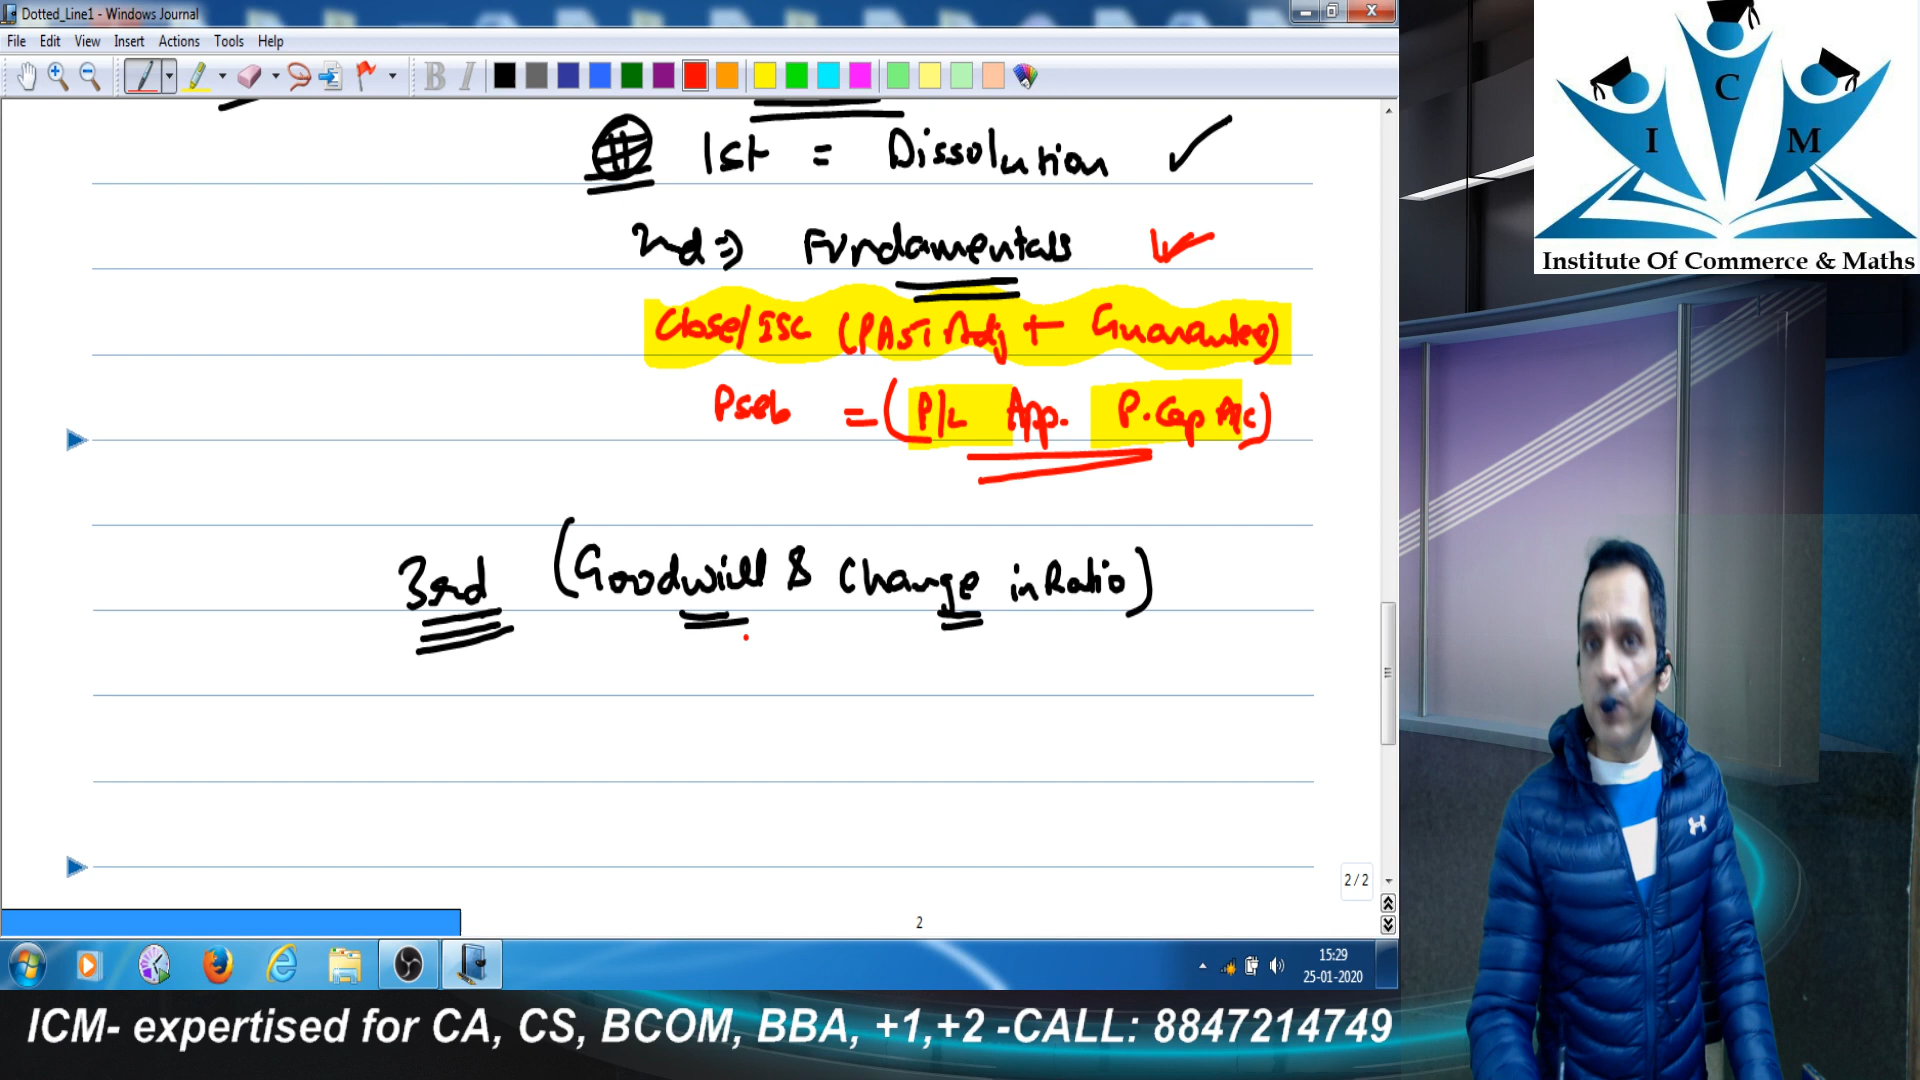 Dotted_Line1 - Windows Journal
File Edit View Insert Actions Tools Help
B I
1st = Dissolution ✓
2nd ⇒ Fundamentals ✓
Close/ISC (PAST Adj + Guarantee)
Pseb = (P/L App. P. Cap A/c)
3rd (Goodwill & Change in Ratio)
2 / 2
2
15:29
25-01-2020
I C M
Institute Of Commerce & Maths
ICM- expertised for CA, CS, BCOM, BBA, +1,+2 -CALL: 8847214749